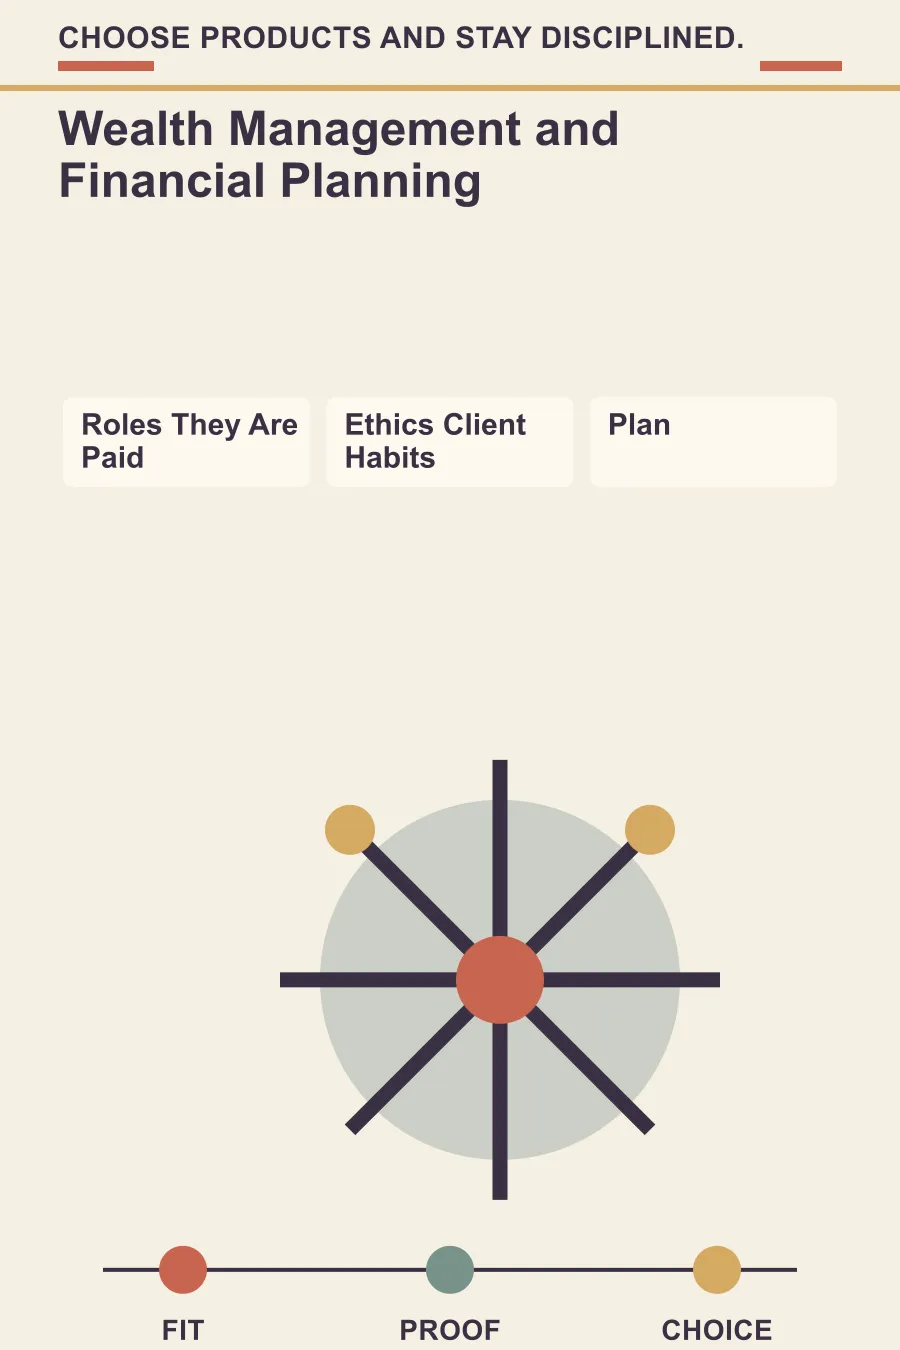 CHOOSE PRODUCTS AND STAY DISCIPLINED.
Wealth Management and
Financial Planning
Roles They Are
Paid
Ethics Client
Habits
Plan
FIT
PROOF
CHOICE